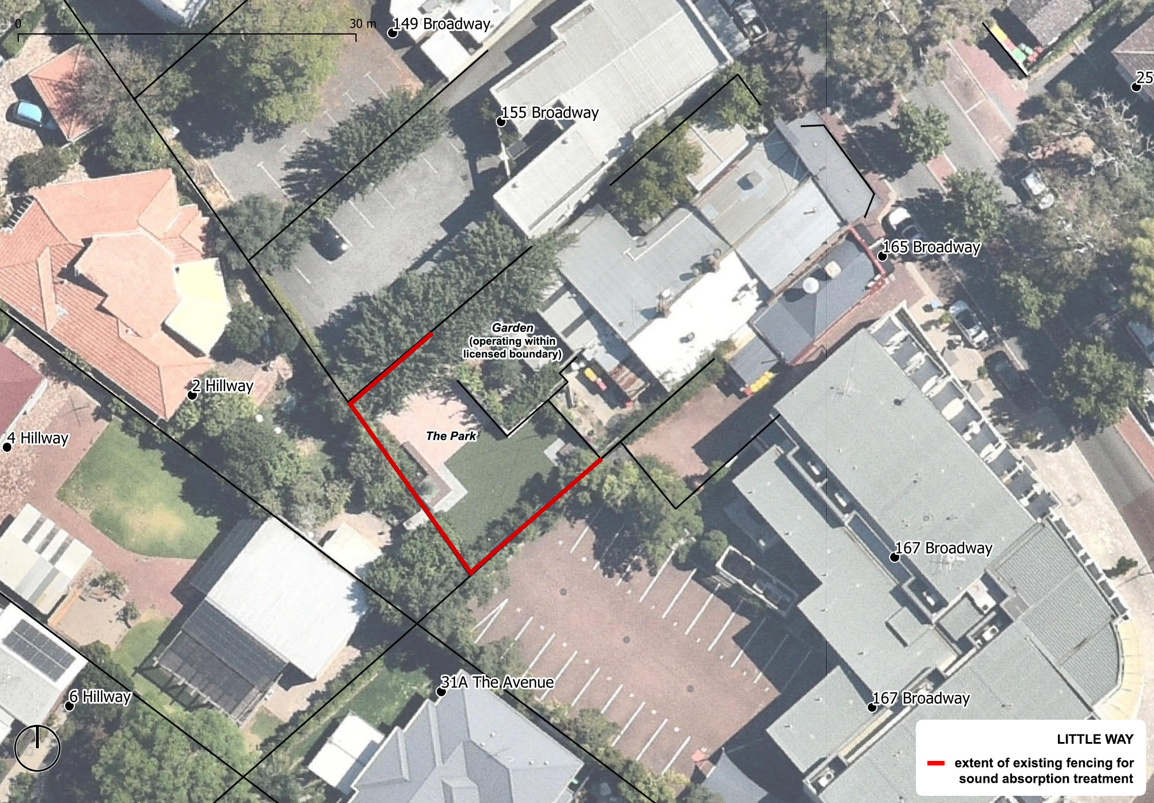 0
30 m
149 Broadway
25
155 Broadway
165 Broadway
Garden
(operating within
licensed boundary)
2 Hillway
The Park
4 Hillway
167 Broadway
31A The Avenue
6 Hillway
167 Broadway
LITTLE WAY
extent of existing fencing for
sound absorption treatment